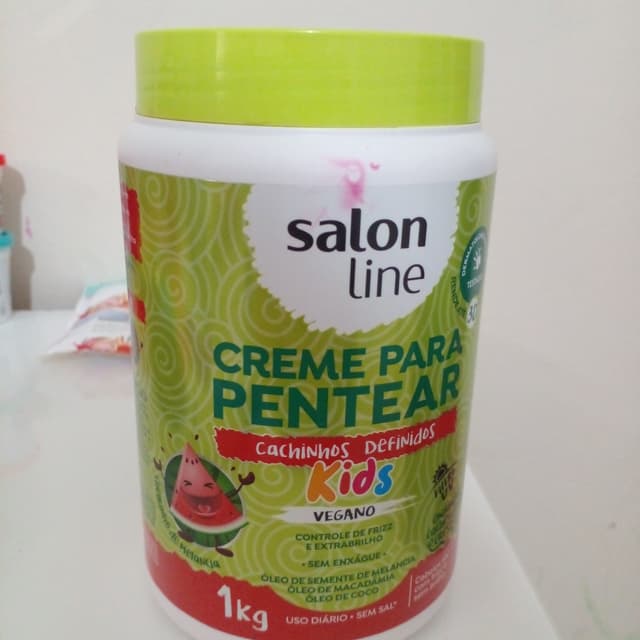 salon
line
CREME PARA
PENTEAR
Cachinhos Definidos
Kids
VEGANO
CONTROLE DE FRIZZ
E EXTRABRILHO
• SEM ENXÁGUE •
ÓLEO DE SEMENTE DE MELANCIA
ÓLEO DE MACADÂMIA
ÓLEO DE COCO
1kg
USO DIÁRIO • SEM SAL*